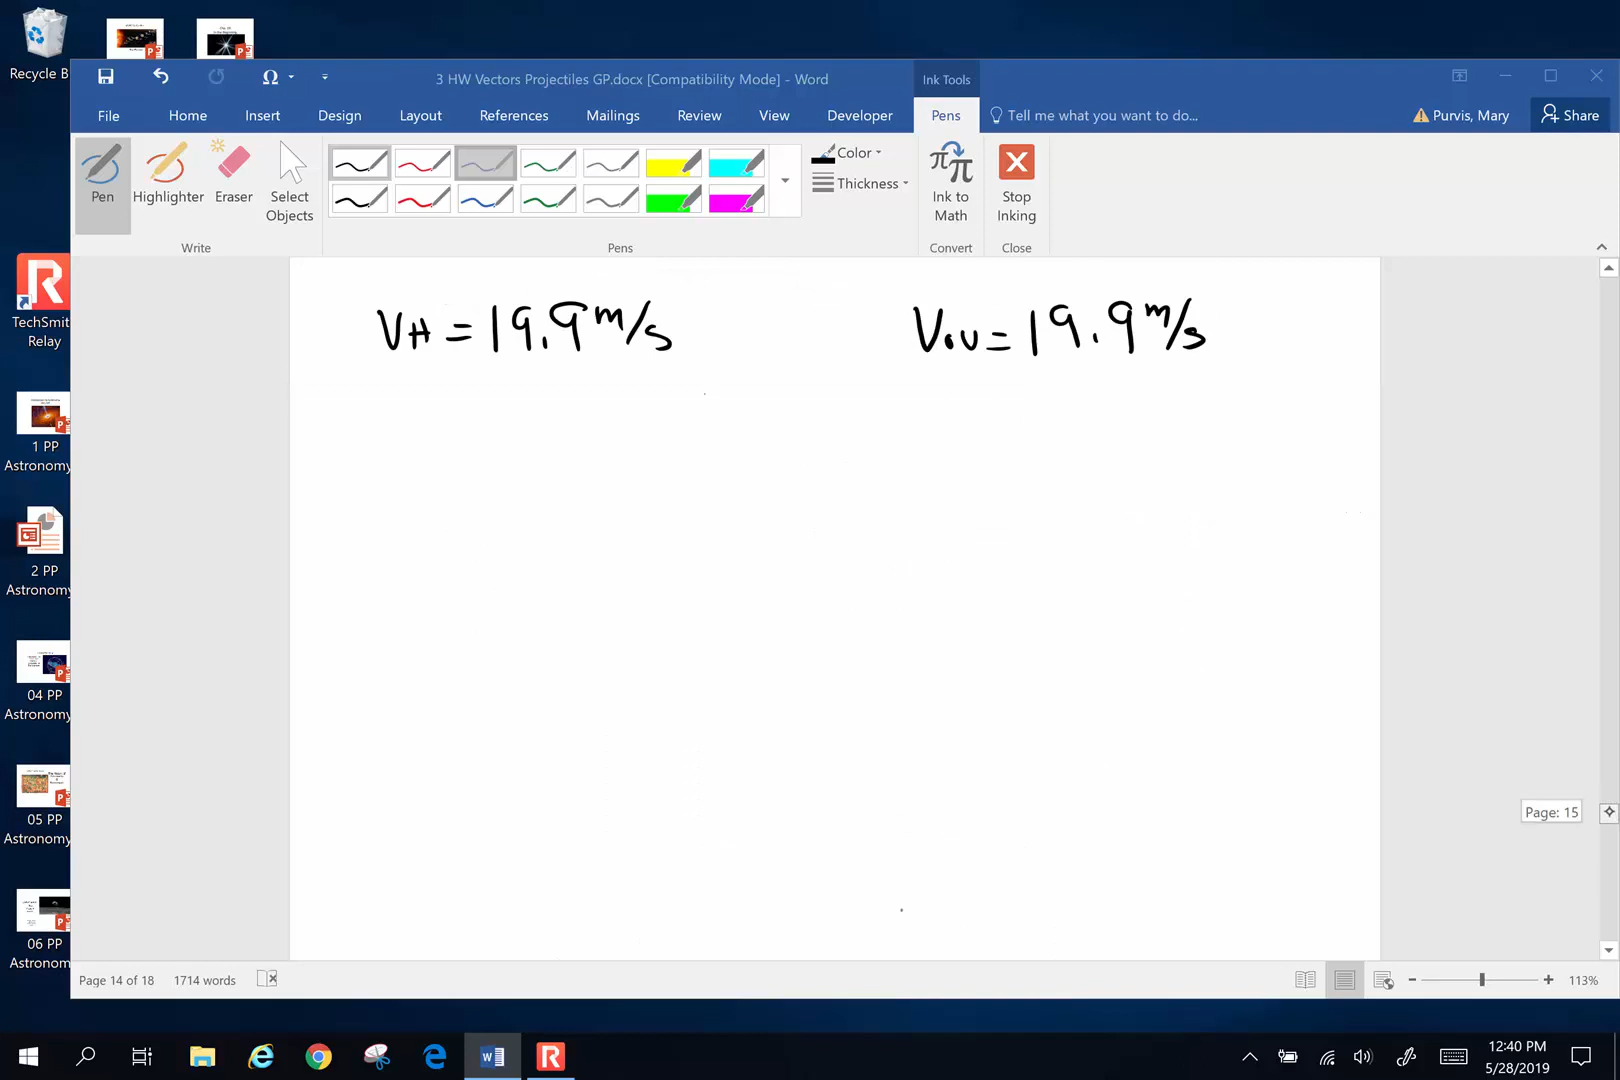 Recycle B
3 HW Vectors Projectiles GP.docx [Compatibility Mode] - Word
Ink Tools
File
Home
Insert
Design
Layout
References
Mailings
Review
View
Developer
Pens
Tell me what you want to do...
Purvis, Mary
Share
Pen
Highlighter
Eraser
Select
Objects
Write
Pens
Color
Thickness
Ink to
Math
Convert
Stop
Inking
Close
VH = 19.9 m/s
Vov = 19.9 m/s
TechSmit
Relay
1 PP
Astronomy
2 PP
Astronomy
04 PP
Astronomy
05 PP
Astronomy
06 PP
Astronom
Page: 15
Page 14 of 18
1714 words
113%
12:40 PM
5/28/2019